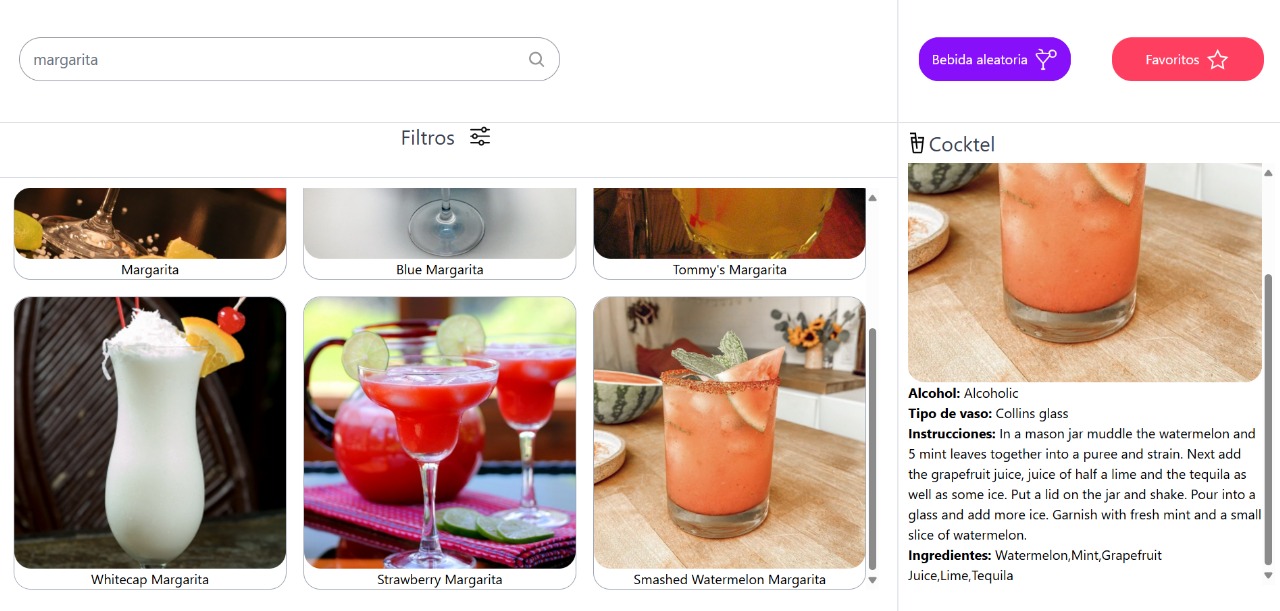 margarita
Bebida aleatoria
Favoritos
Filtros
Margarita
Blue Margarita
Tommy's Margarita
Whitecap Margarita
Strawberry Margarita
Smashed Watermelon Margarita
Cocktel
Alcohol: Alcoholic
Tipo de vaso: Collins glass
Instrucciones: In a mason jar muddle the watermelon and
5 mint leaves together into a puree and strain. Next add
the grapefruit juice, juice of half a lime and the tequila as
well as some ice. Put a lid on the jar and shake. Pour into a
glass and add more ice. Garnish with fresh mint and a small
slice of watermelon.
Ingredientes: Watermelon,Mint,Grapefruit
Juice,Lime,Tequila